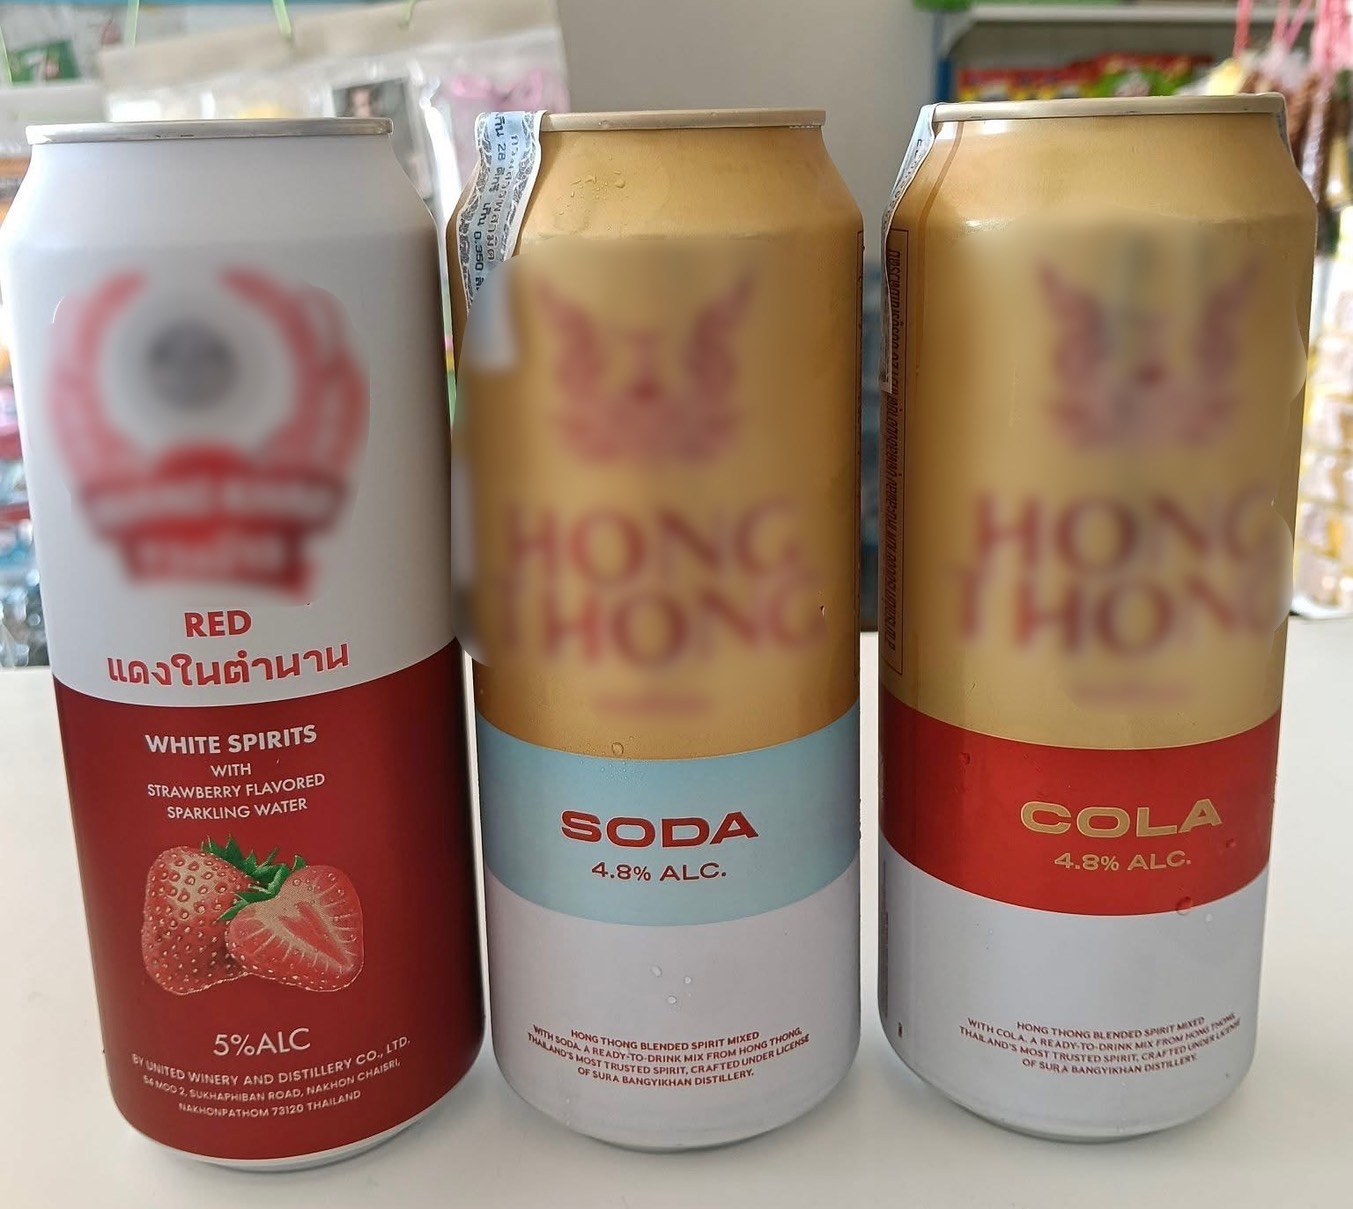 RED
แดงในตำนาน
WHITE SPIRITS
WITH
STRAWBERRY FLAVORED
SPARKLING WATER
5%ALC
BY UNITED WINERY AND DISTILLERY CO., LTD.
54 MOO 2, SUKHAPHIBAN ROAD, NAKHON CHAISRI,
NAKHONPATHOM 73120 THAILAND
HONG
THONG
SODA
4.8% ALC.
HONG THONG BLENDED SPIRIT MIXED
WITH SODA. A READY-TO-DRINK MIX FROM HONG THONG,
THAILAND'S MOST TRUSTED SPIRIT, CRAFTED UNDER LICENSE
OF SURA BANGYIKHAN DISTILLERY.
HONG
THONG
COLA
4.8% ALC.
HONG THONG BLENDED SPIRIT MIXED
WITH COLA. A READY-TO-DRINK MIX FROM HONG THONG,
THAILAND'S MOST TRUSTED SPIRIT, CRAFTED UNDER LICENSE
OF SURA BANGYIKHAN DISTILLERY.